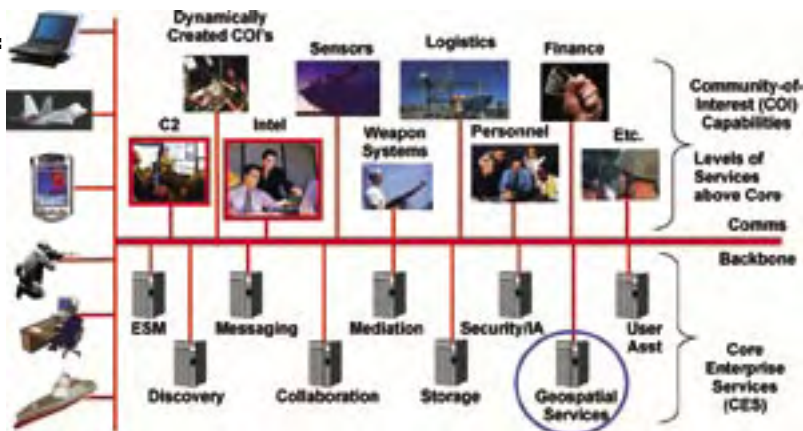 Dynamically
Created COI's
Sensors
Logistics
Finance
C2
Intel
Weapon
Systems
Personnel
Etc.
Community-of-
Interest (COI)
Capabilities
Levels of
Services
above Core
Comms
Backbone
ESM
Messaging
Mediation
Security/IA
User
Asst
Discovery
Collaboration
Storage
Geospatial
Services
Core
Enterprise
Services
(CES)